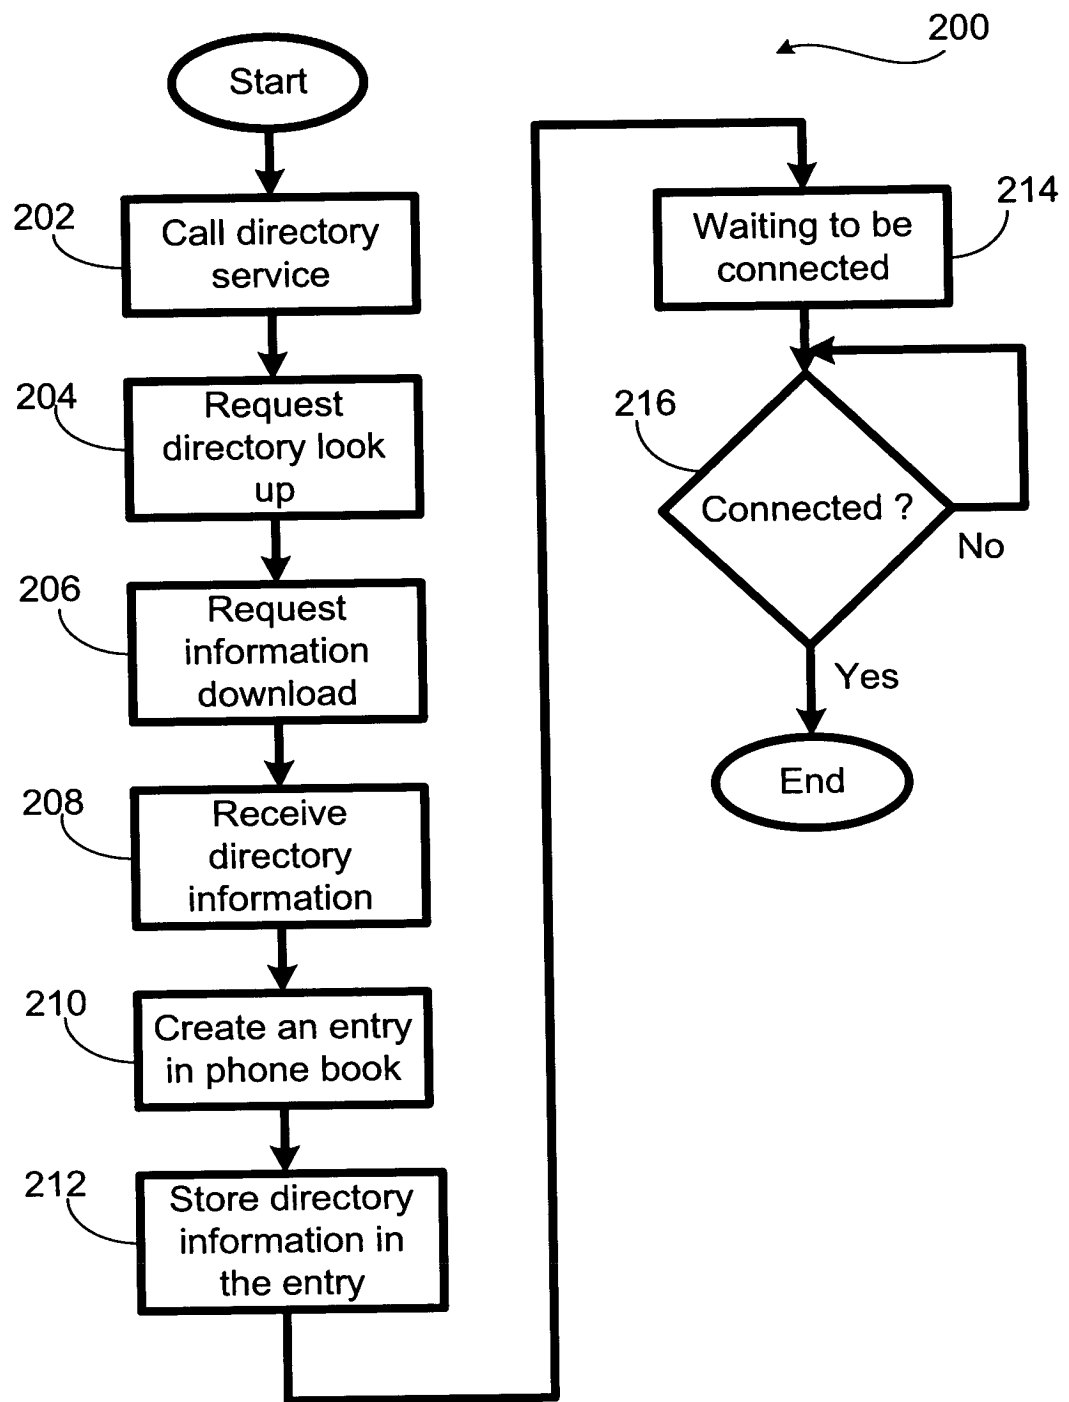 200
Start
202
Call directory
service
204
Request
directory look
up
206
Request
information
download
208
Receive
directory
information
210
Create an entry
in phone book
212
Store directory
information in
the entry
214
Waiting to be
connected
216
Connected ?
No
Yes
End